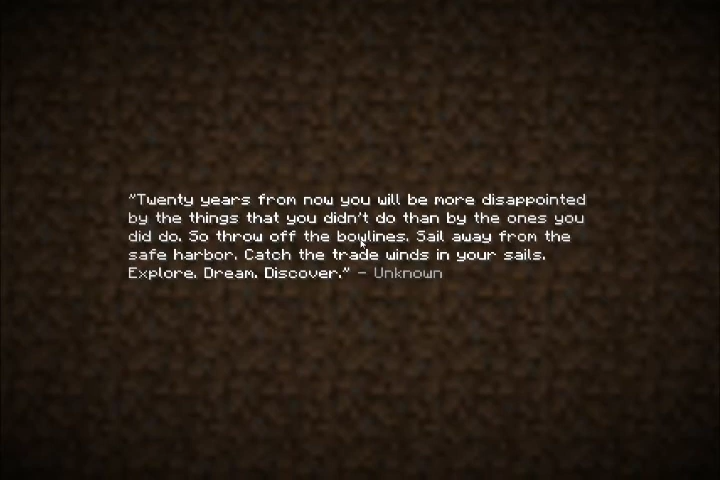 "Twenty years from now you will be more disappointed
by the things that you didn't do than by the ones you
did do. So throw off the bowlines. Sail away from the
safe harbor. Catch the trade winds in your sails.
Explore. Dream. Discover." - Unknown